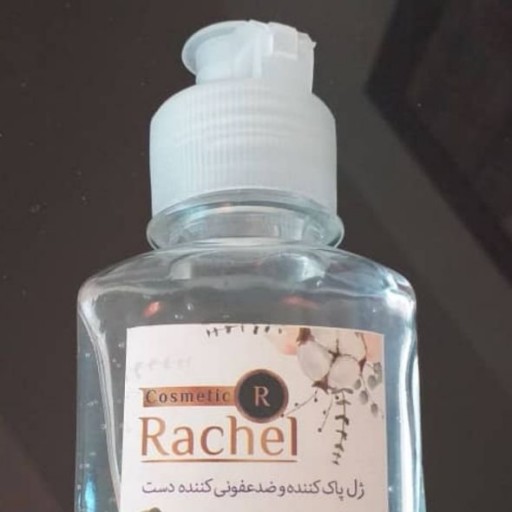 Cosmetic R
Rachel
ژل پاک کننده و ضدعفونی کننده دست